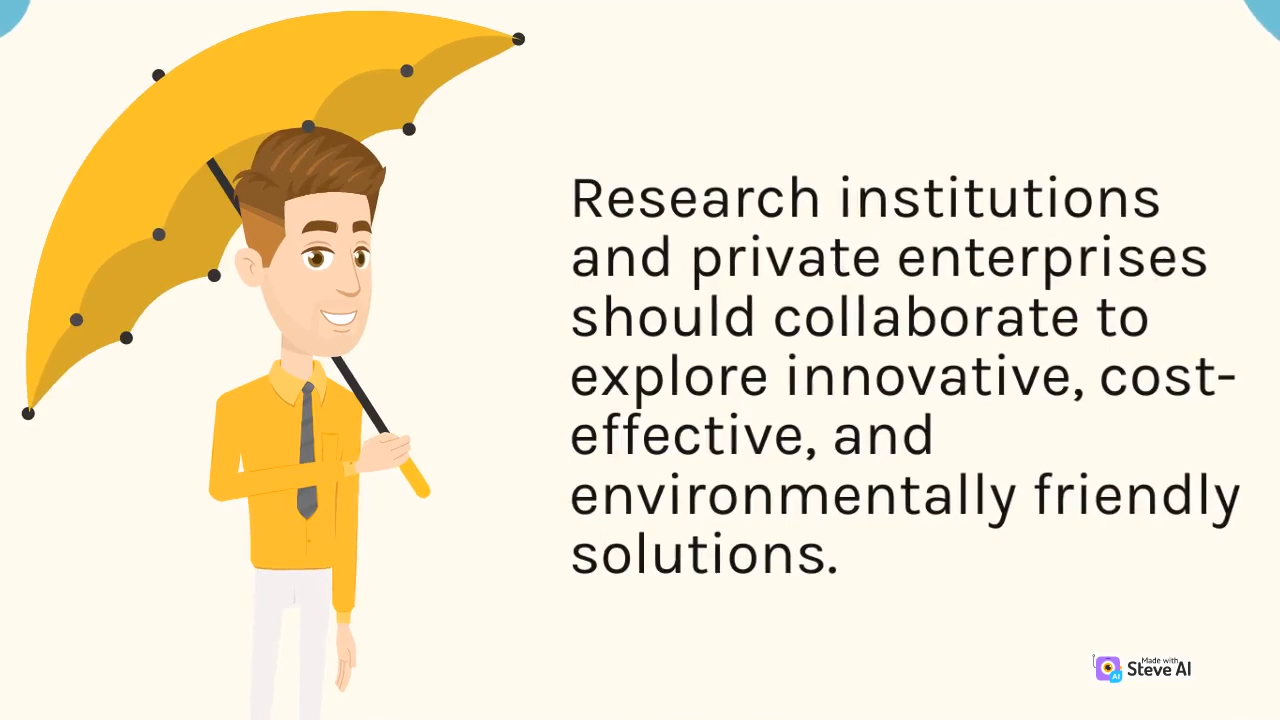 Research institutions
and private enterprises
should collaborate to
explore innovative, cost-
effective, and
environmentally friendly
solutions.
Made with
Steve AI
AI